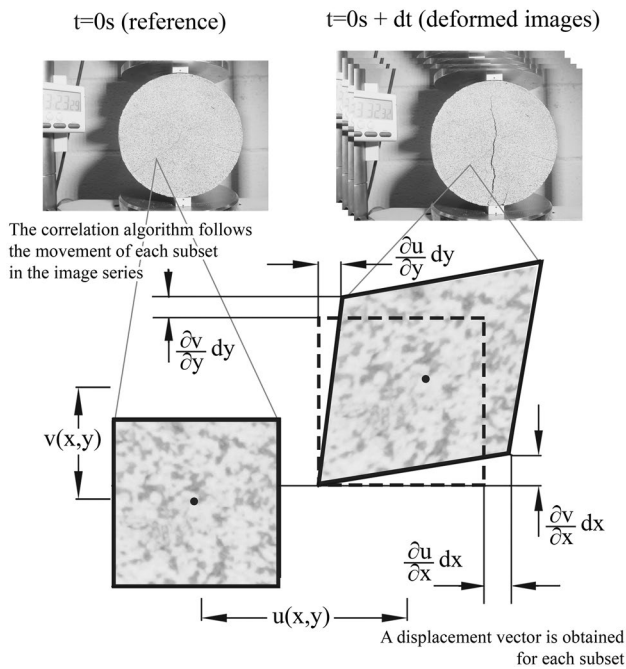 t=0s (reference)
t=0s + dt (deformed images)
The correlation algorithm follows
the movement of each subset
in the image series
∂u/∂y dy
∂v/∂y dy
v(x,y)
∂v/∂x dx
∂u/∂x dx
u(x,y)
A displacement vector is obtained
for each subset